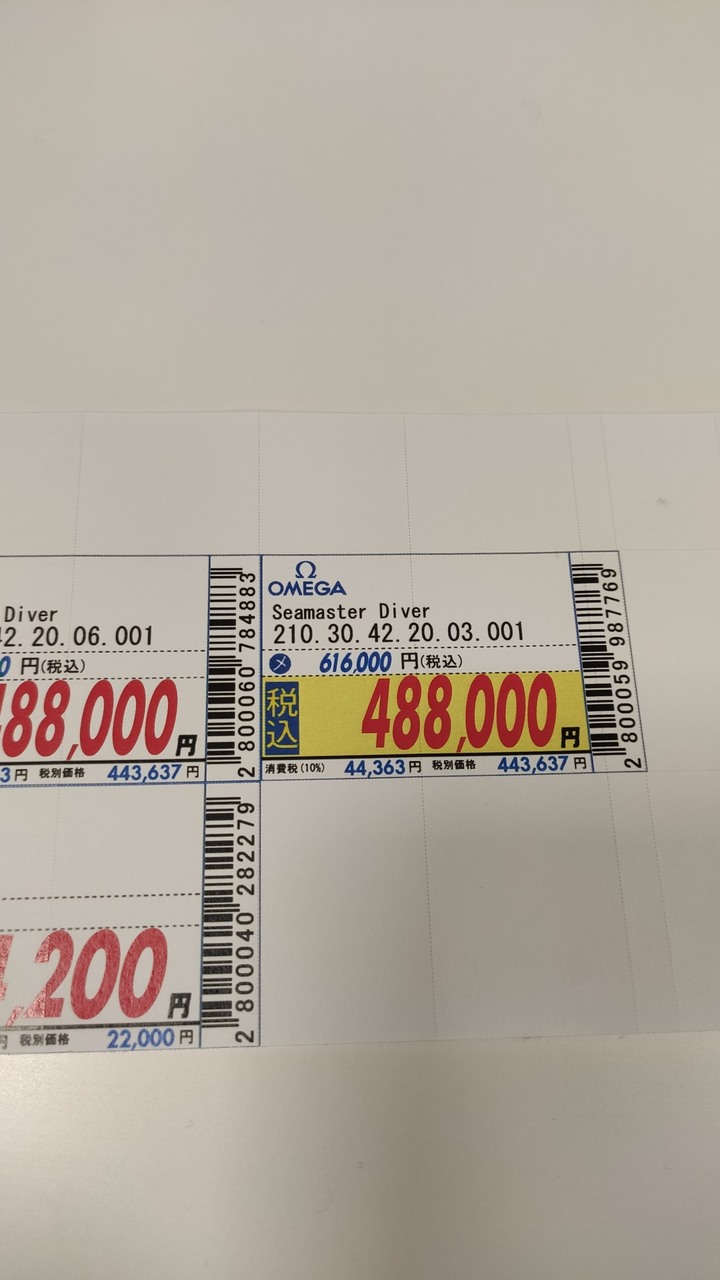 Diver
2.20.06.001
0 円(税込)
88,000円
3円 税別価格 443,637円
2 800060 784883
Ω
OMEGA
Seamaster Diver
210.30.42.20.03.001
メ 616,000 円(税込)
税込 488,000円
消費税(10%) 44,363円 税別価格 443,637円
2 800059 987769
,200円
円 税別価格 22,000円
2 800040 282279